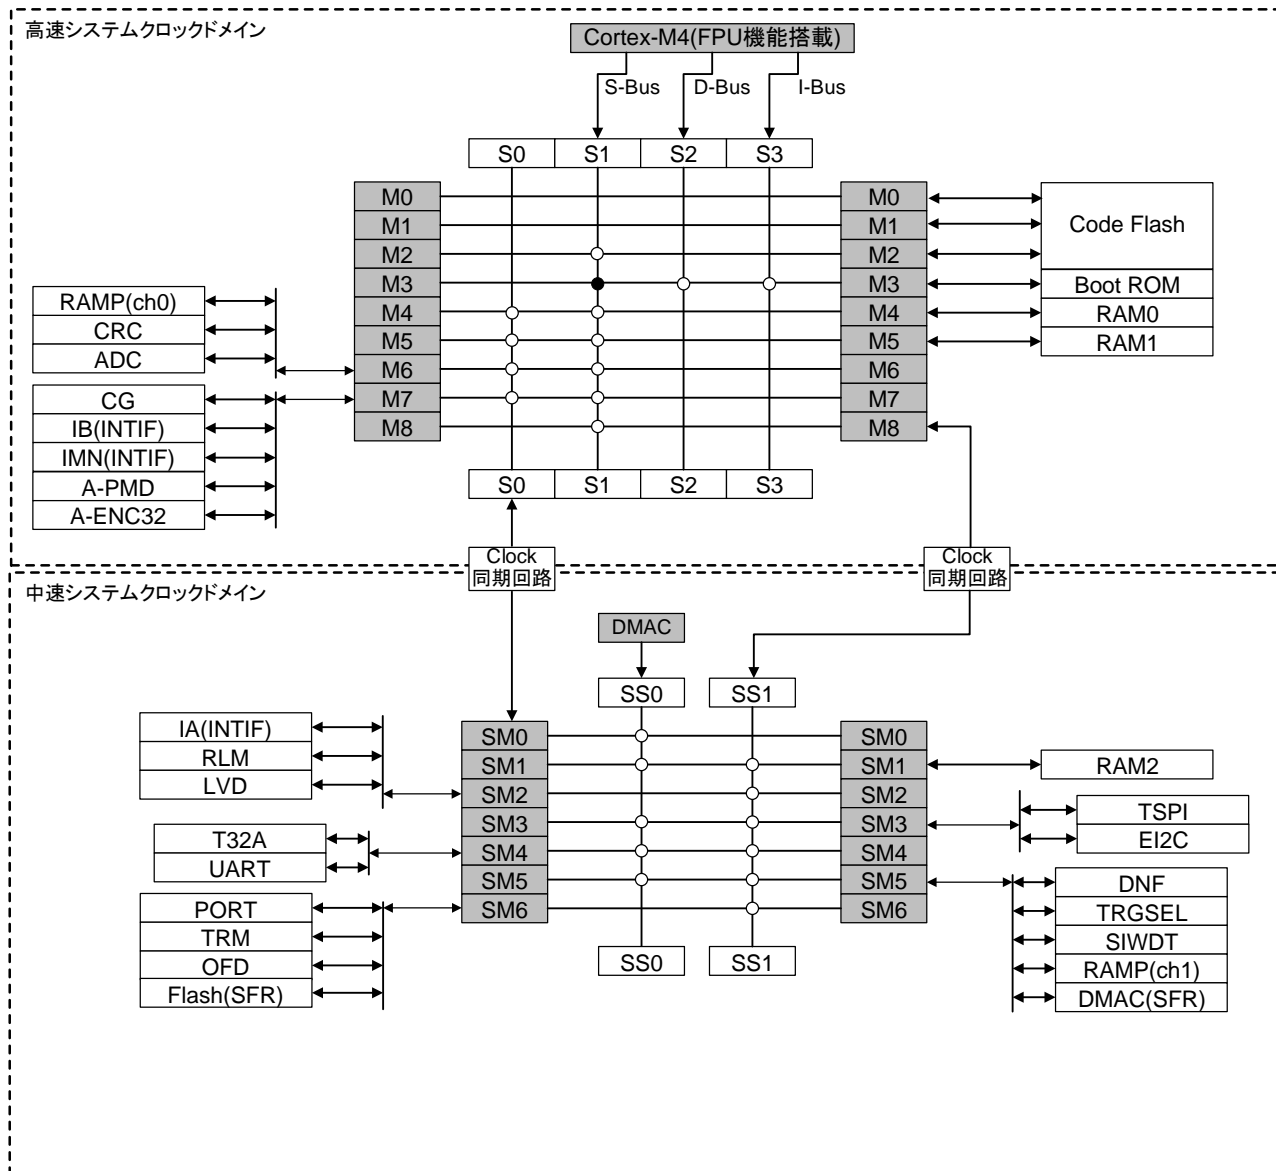 高速システムクロックドメイン
Cortex-M4(FPU機能搭載)
S-Bus D-Bus I-Bus
S0 S1 S2 S3
M0 M0
M1 M1
M2 M2
M3 M3
M4 M4
M5 M5
M6 M6
M7 M7
M8 M8
Code Flash
Boot ROM
RAM0
RAM1
RAMP(ch0)
CRC
ADC
CG
IB(INTIF)
IMN(INTIF)
A-PMD
A-ENC32
S0 S1 S2 S3
Clock
同期回路
Clock
同期回路
中速システムクロックドメイン
DMAC
SS0 SS1
IA(INTIF)
RLM
LVD
T32A
UART
PORT
TRM
OFD
Flash(SFR)
SM0 SM0
SM1 SM1
SM2 SM2
SM3 SM3
SM4 SM4
SM5 SM5
SM6 SM6
RAM2
TSPI
EI2C
DNF
TRGSEL
SIWDT
RAMP(ch1)
DMAC(SFR)
SS0 SS1